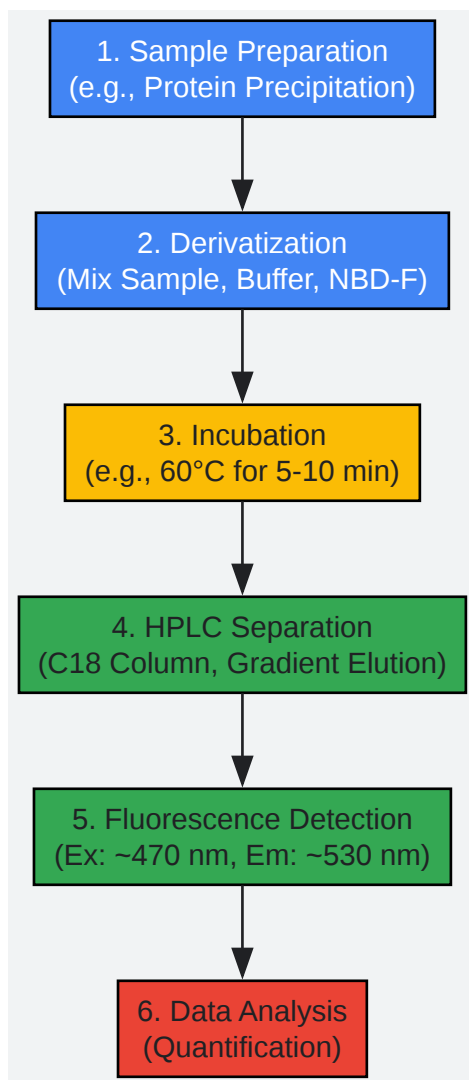 1. Sample Preparation
(e.g., Protein Precipitation)
2. Derivatization
(Mix Sample, Buffer, NBD-F)
3. Incubation
(e.g., 60°C for 5-10 min)
4. HPLC Separation
(C18 Column, Gradient Elution)
5. Fluorescence Detection
(Ex: ~470 nm, Em: ~530 nm)
6. Data Analysis
(Quantification)